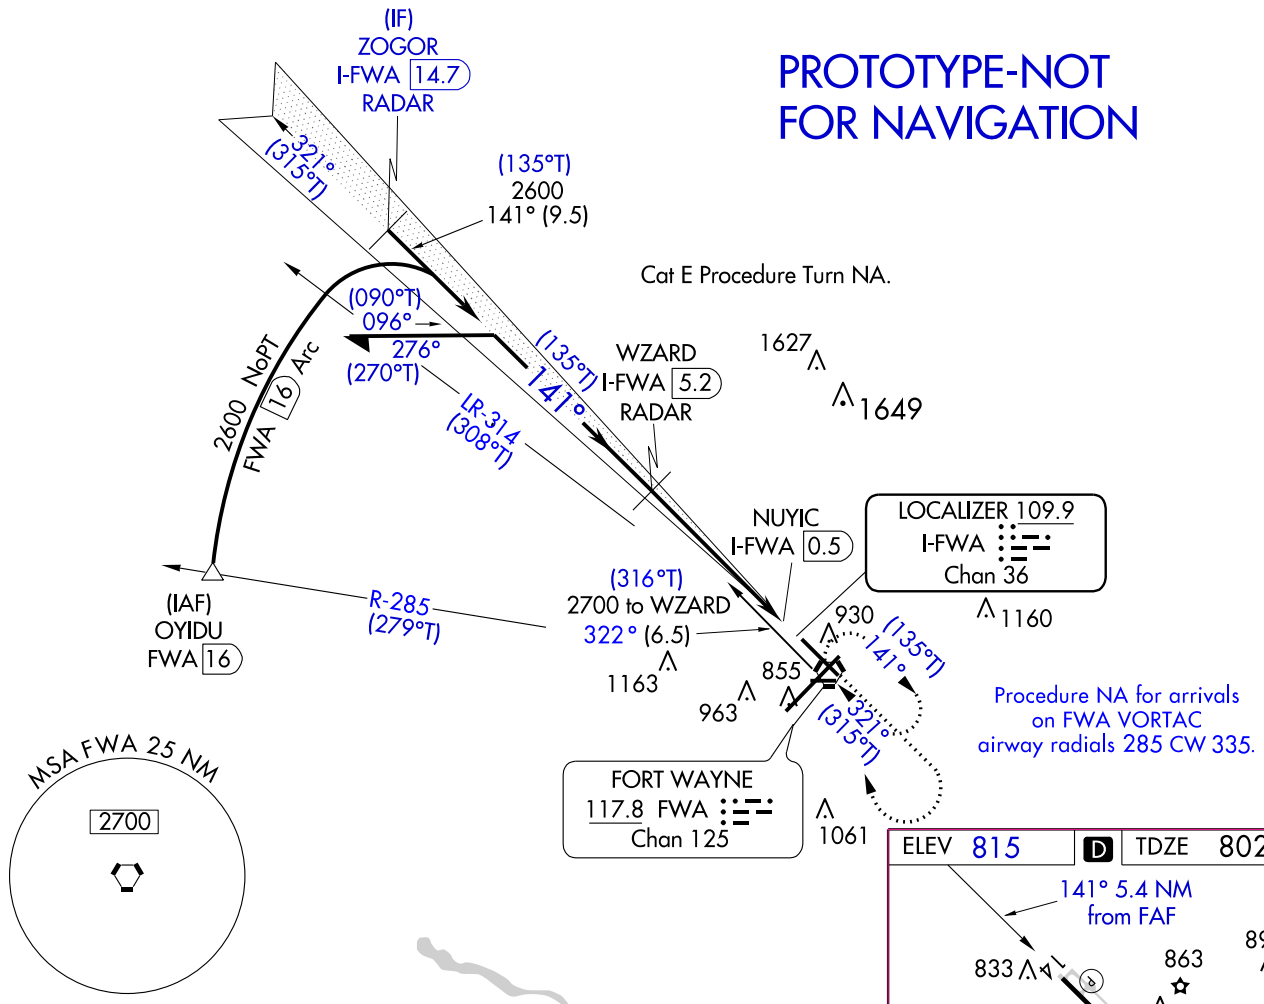 (IF)
ZOGOR
I-FWA 14.7
RADAR
PROTOTYPE-NOT
FOR NAVIGATION
321°
(315°T)
(135°T)
2600
141° (9.5)
Cat E Procedure Turn NA.
(090°T)
096°
276°
(270°T)
2600 NoPT
FWA 16 Arc
LR-314
(308°T)
141°
(135°T)
WZARD
I-FWA 5.2
RADAR
1627
1649
NUYIC
I-FWA 0.5
LOCALIZER 109.9
I-FWA
Chan 36
(IAF)
OYIDU
FWA 16
R-285
(279°T)
(316°T)
2700 to WZARD
322° (6.5)
1163
963
855
930
1160
(135°T)
141°
321°
(315°T)
Procedure NA for arrivals
on FWA VORTAC
airway radials 285 CW 335.
MSA FWA 25 NM
2700
FORT WAYNE
117.8 FWA
Chan 125
1061
ELEV 815 D TDZE 802
141° 5.4 NM
from FAF
833
14
P
863